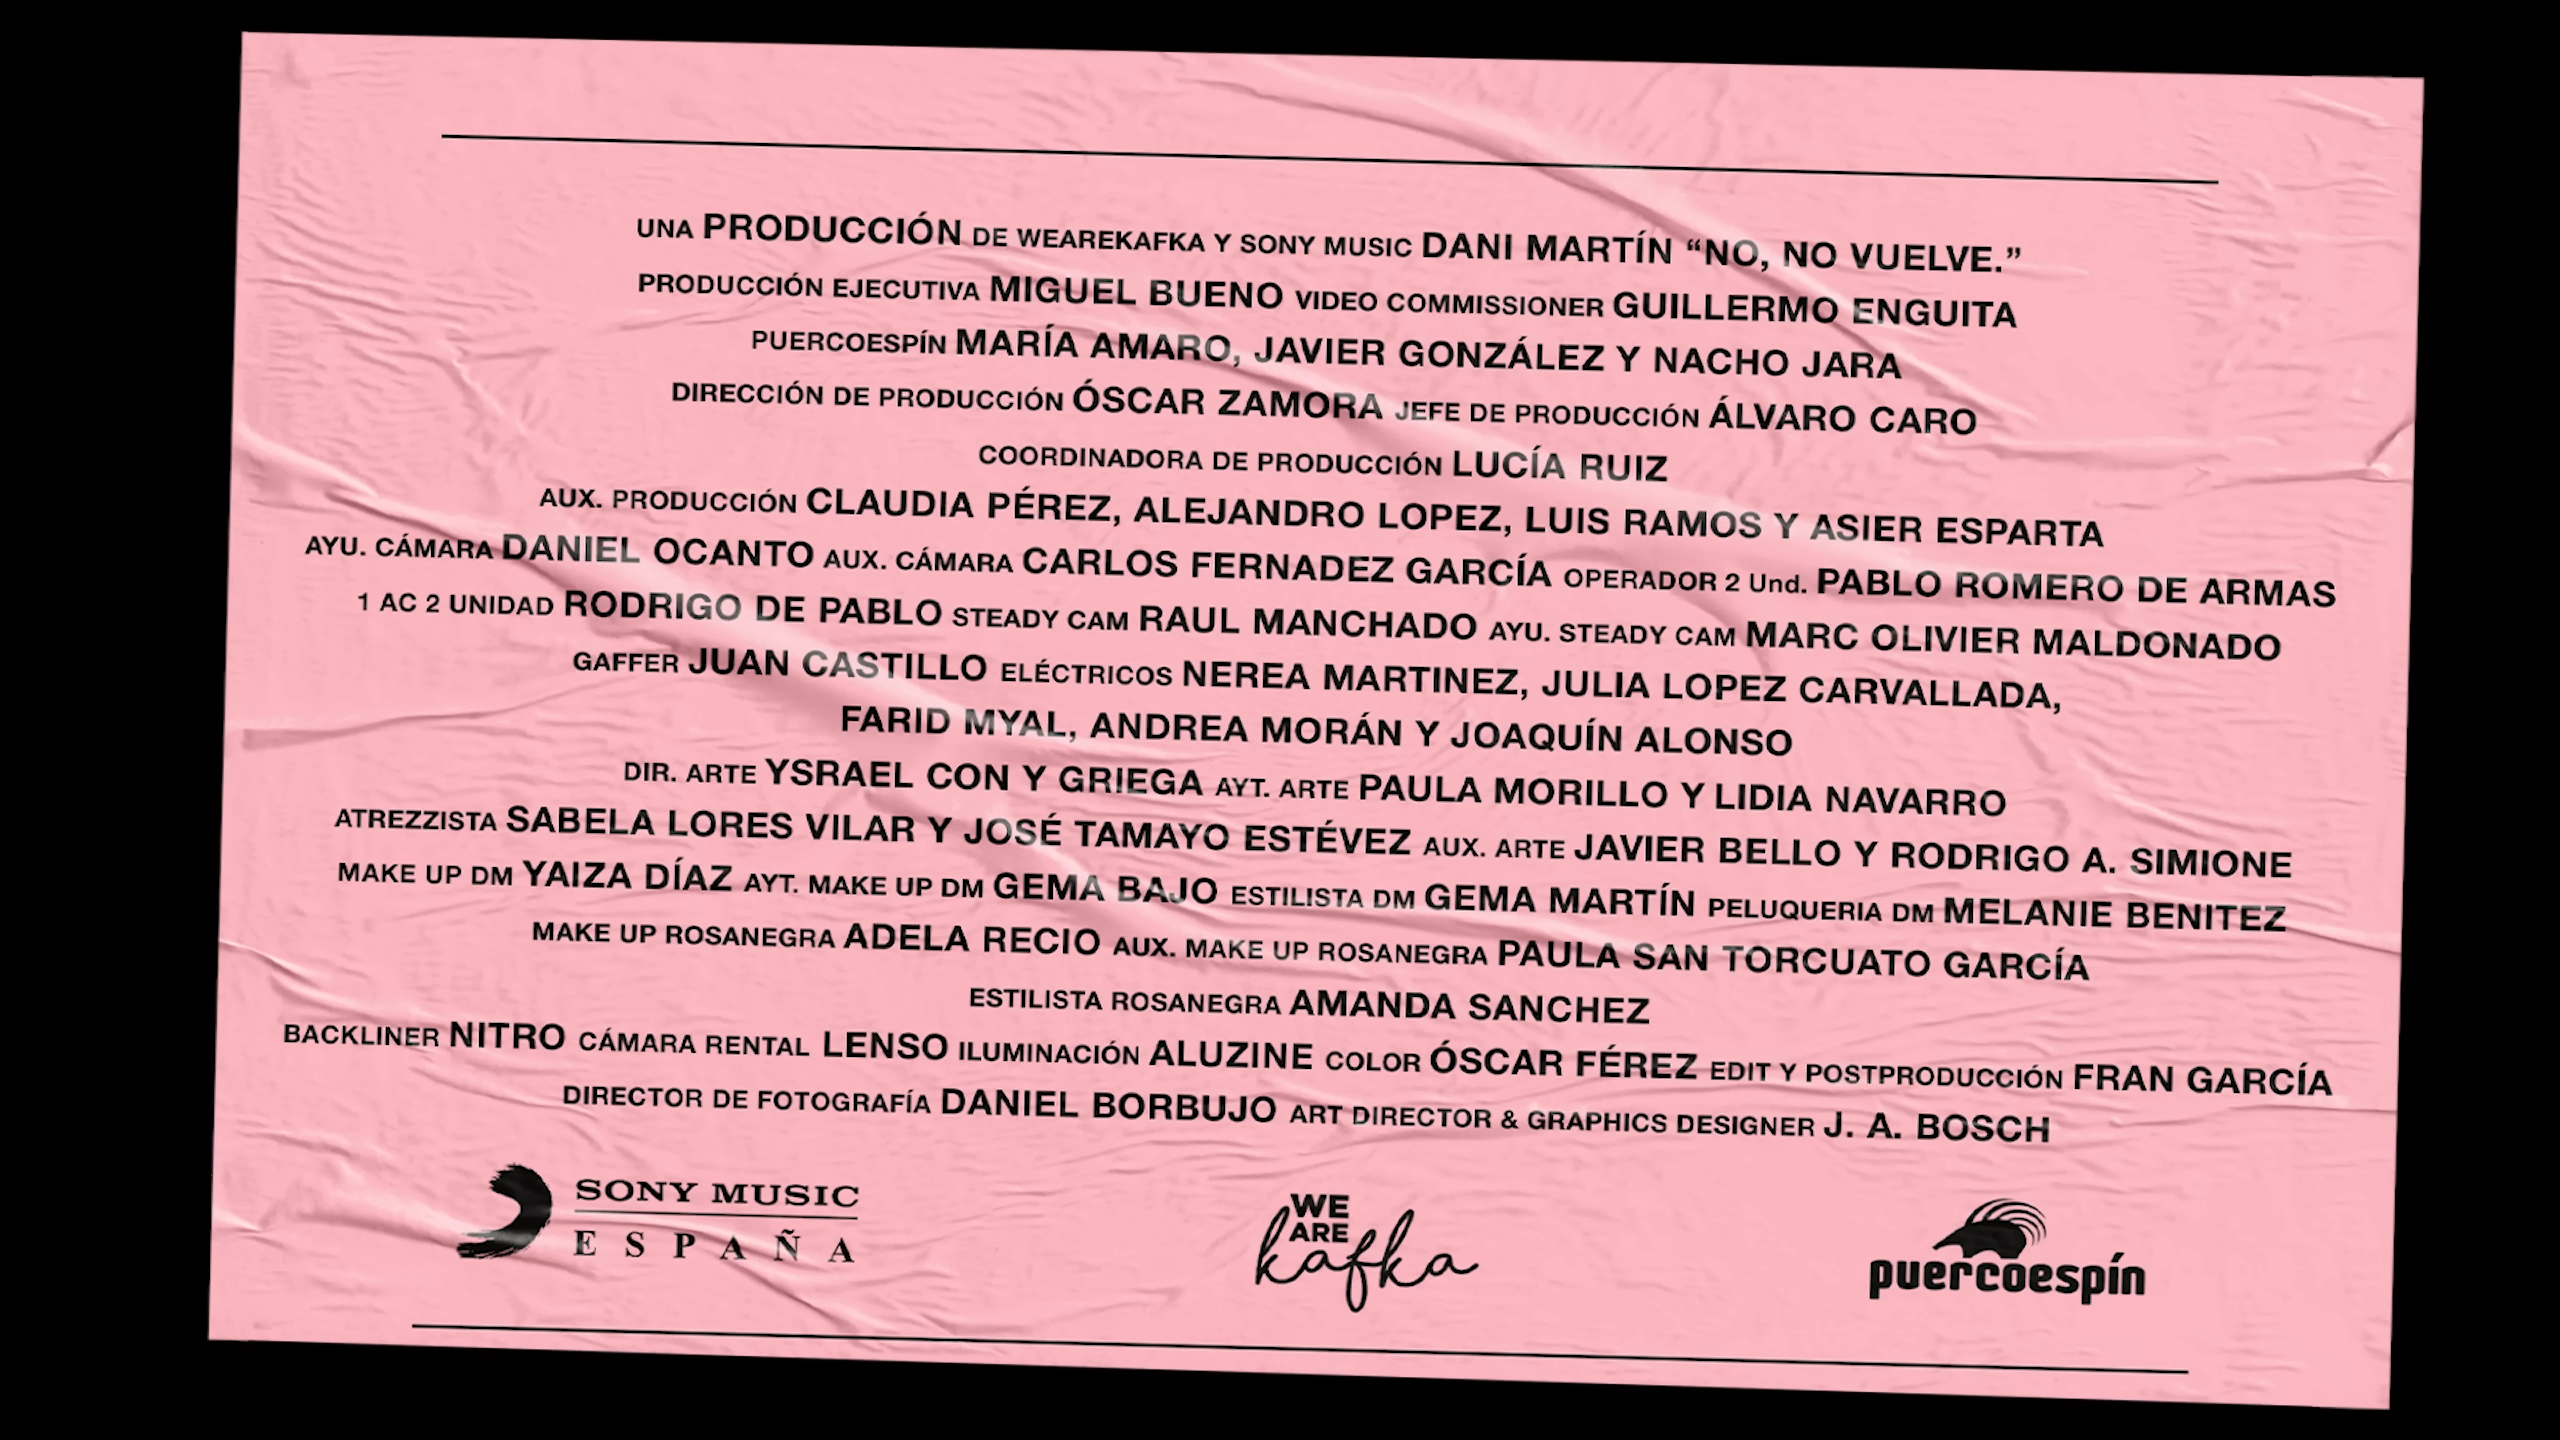 UNA PRODUCCIÓN DE WEAREKAFKA Y SONY MUSIC DANI MARTÍN “NO, NO VUELVE.”
PRODUCCIÓN EJECUTIVA MIGUEL BUENO VIDEO COMMISSIONER GUILLERMO ENGUITA
PUERCOESPÍN MARÍA AMARO, JAVIER GONZÁLEZ Y NACHO JARA
DIRECCIÓN DE PRODUCCIÓN ÓSCAR ZAMORA JEFE DE PRODUCCIÓN ÁLVARO CARO
COORDINADORA DE PRODUCCIÓN LUCÍA RUIZ
AUX. PRODUCCIÓN CLAUDIA PÉREZ, ALEJANDRO LOPEZ, LUIS RAMOS Y ASIER ESPARTA
AYU. CÁMARA DANIEL OCANTO AUX. CÁMARA CARLOS FERNADEZ GARCÍA OPERADOR 2 Und. PABLO ROMERO DE ARMAS
1 AC 2 UNIDAD RODRIGO DE PABLO STEADY CAM RAUL MANCHADO AYU. STEADY CAM MARC OLIVIER MALDONADO
GAFFER JUAN CASTILLO ELÉCTRICOS NEREA MARTINEZ, JULIA LOPEZ CARVALLADA,
FARID MYAL, ANDREA MORÁN Y JOAQUÍN ALONSO
DIR. ARTE YSRAEL CON Y GRIEGA AYT. ARTE PAULA MORILLO Y LIDIA NAVARRO
ATREZZISTA SABELA LORES VILAR Y JOSÉ TAMAYO ESTÉVEZ AUX. ARTE JAVIER BELLO Y RODRIGO A. SIMIONE
MAKE UP DM YAIZA DÍAZ AYT. MAKE UP DM GEMA BAJO ESTILISTA DM GEMA MARTÍN PELUQUERIA DM MELANIE BENITEZ
MAKE UP ROSANEGRA ADELA RECIO AUX. MAKE UP ROSANEGRA PAULA SAN TORCUATO GARCÍA
ESTILISTA ROSANEGRA AMANDA SANCHEZ
BACKLINER NITRO CÁMARA RENTAL LENSO ILUMINACIÓN ALUZINE COLOR ÓSCAR FÉREZ EDIT Y POSTPRODUCCIÓN FRAN GARCÍA
DIRECTOR DE FOTOGRAFÍA DANIEL BORBUJO ART DIRECTOR & GRAPHICS DESIGNER J. A. BOSCH
SONY MUSIC
ESPAÑA
WE
ARE
kafka
puercoespín